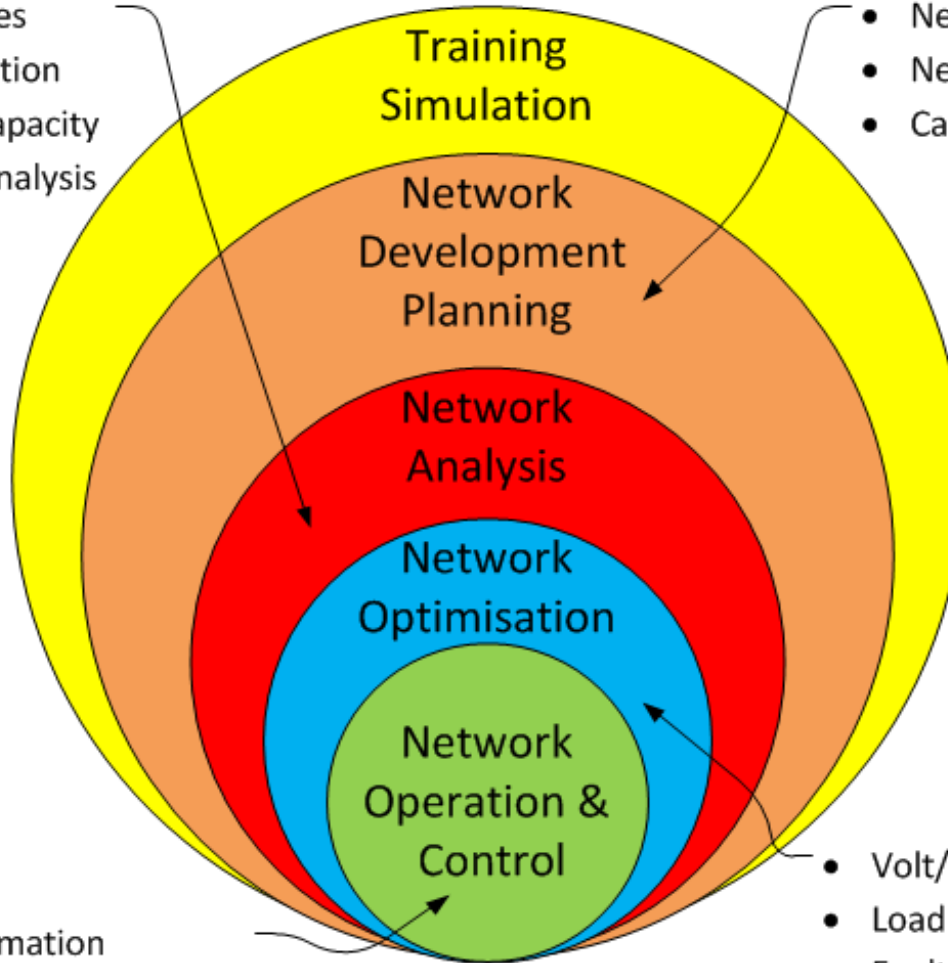 es
tion
apacity
nalysis
Ne
Ne
Ca
Training
Simulation
Network
Development
Planning
Network
Analysis
Network
Optimisation
Network
Operation &
Control
Volt/
Load
mation